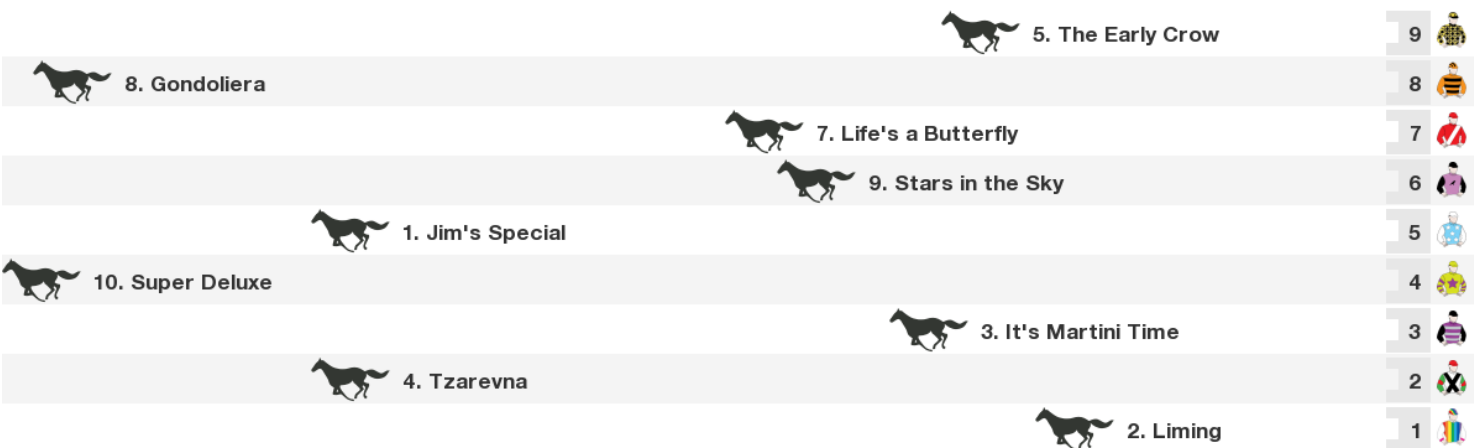 5. The Early Crow 9
8. Gondoliera 8
7. Life's a Butterfly 7
9. Stars in the Sky 6
1. Jim's Special 5
10. Super Deluxe 4
3. It's Martini Time 3
4. Tzarevna 2
2. Liming 1